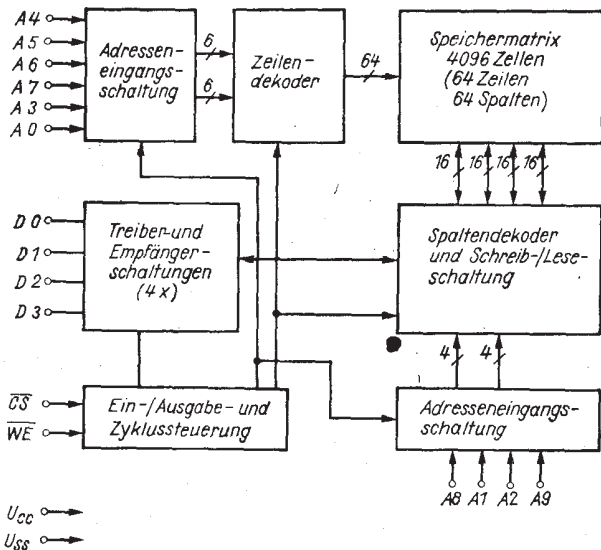 A4
A5
A6
A7
A3
A0
Adressen-
eingangs-
schaltung
6
6
Zeilen-
dekoder
64
Speichermatrix
4096 Zellen
(64 Zeilen
64 Spalten)
16
16
16
16
D0
D1
D2
D3
Treiber- und
Empfänger-
schaltungen
(4x)
Spaltendekoder
und Schreib-/Lese-
schaltung
4
4
C̅S̅
W̅E̅
Ein-/Ausgabe- und
Zyklussteuerung
Adresseneingangs-
schaltung
A8
A1
A2
A9
Ucc
Uss